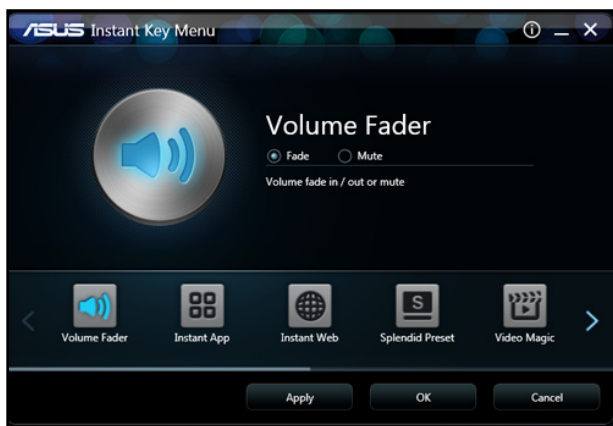 ASUS Instant Key Menu
Volume Fader
Fade Mute
Volume fade in / out or mute
S
Volume Fader Instant App Instant Web Splendid Preset Video Magic
Apply OK Cancel